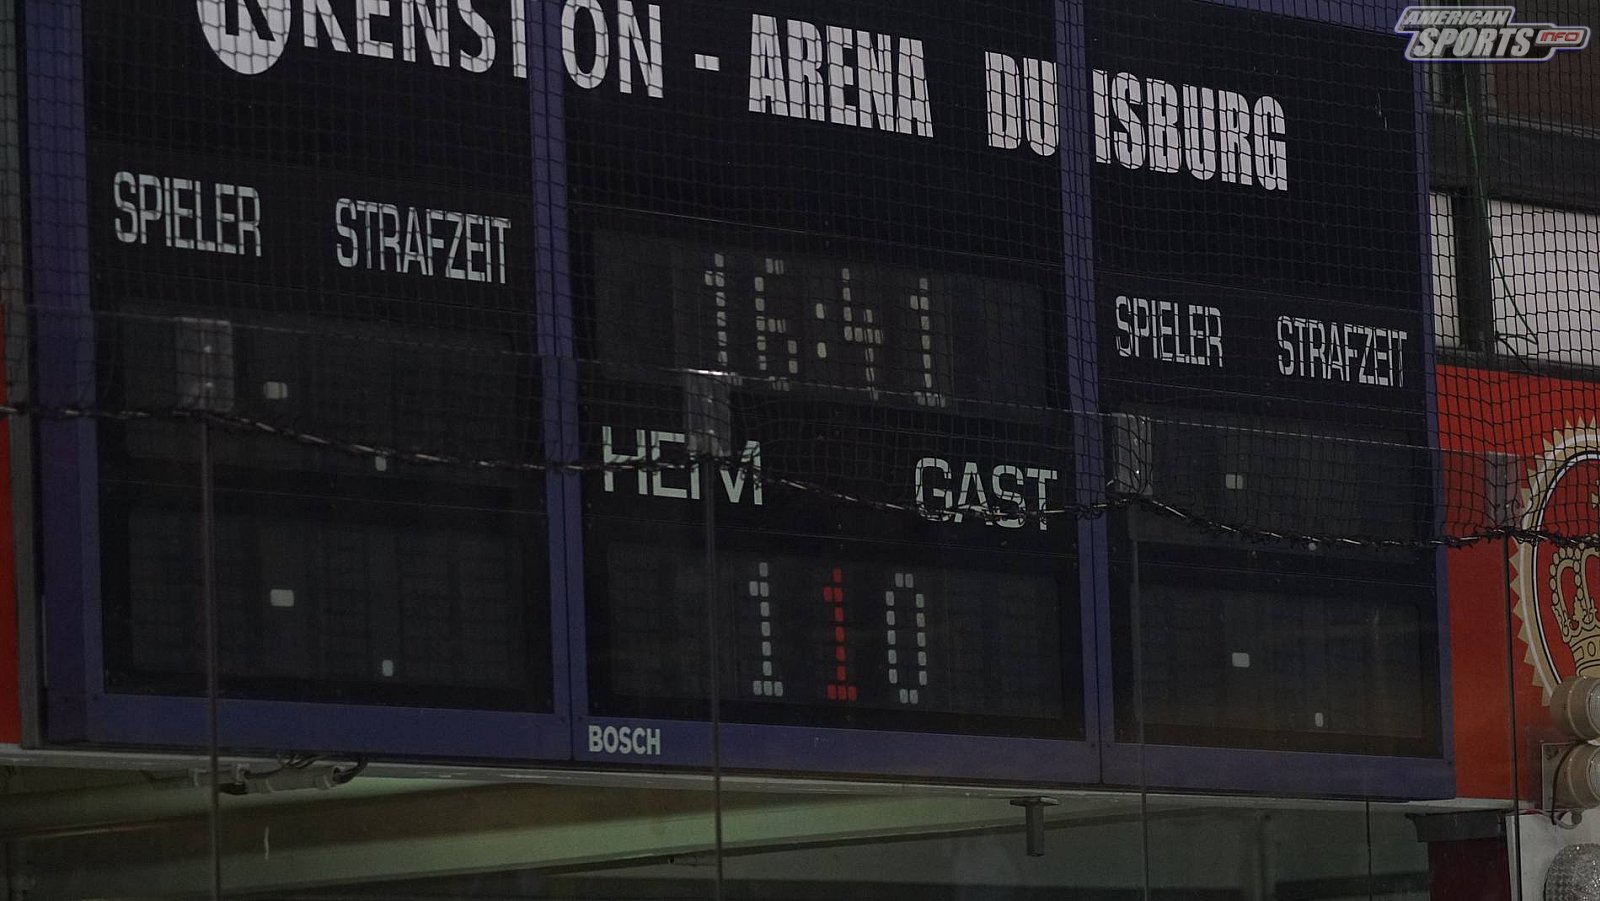 KENSTON - ARENA DUISBURG
AMERICAN
SPORTS INFO
SPIELER STRAFZEIT
16:41
SPIELER STRAFZEIT
HEIM GAST
1 1 0
BOSCH